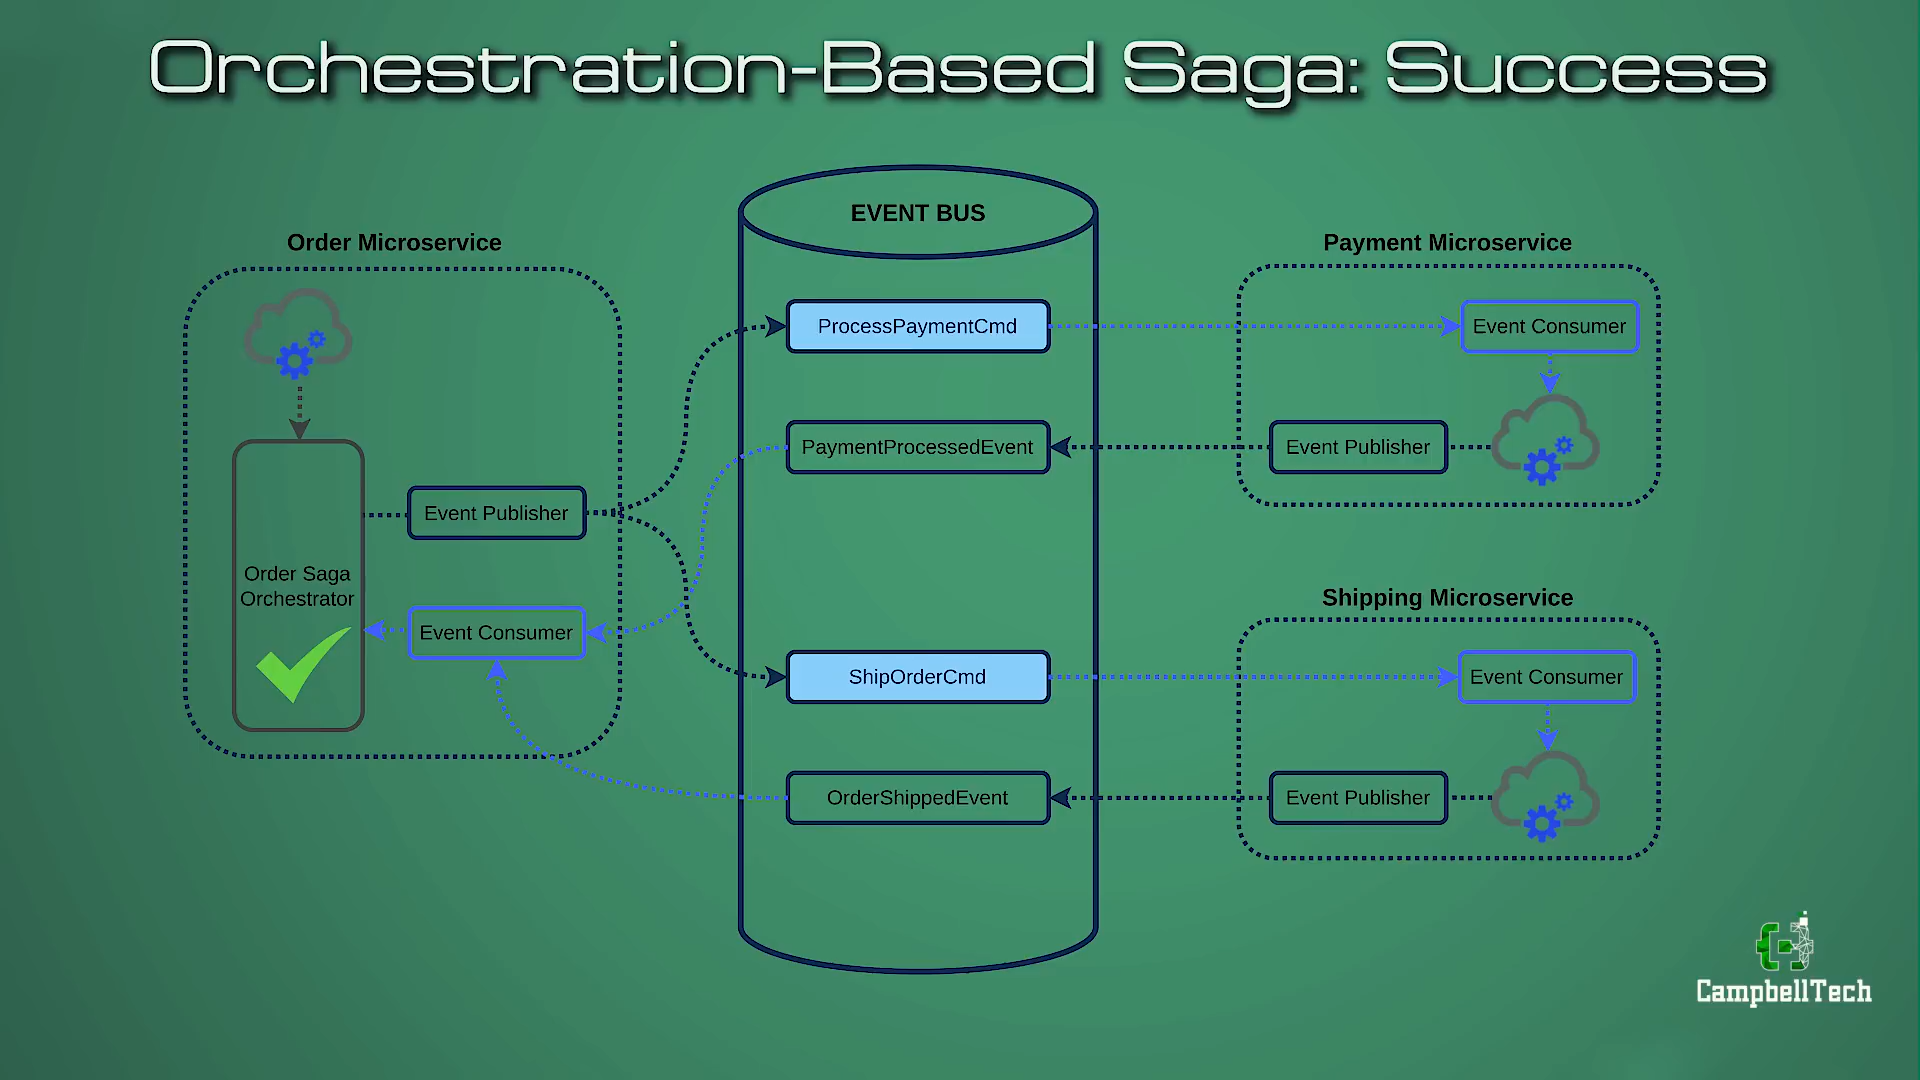 Orchestration-Based Saga: Success
EVENT BUS
Order Microservice
Payment Microservice
ProcessPaymentCmd
Event Consumer
PaymentProcessedEvent
Event Publisher
Event Publisher
Order Saga
Orchestrator
Event Consumer
Shipping Microservice
ShipOrderCmd
Event Consumer
OrderShippedEvent
Event Publisher
CampbellTech